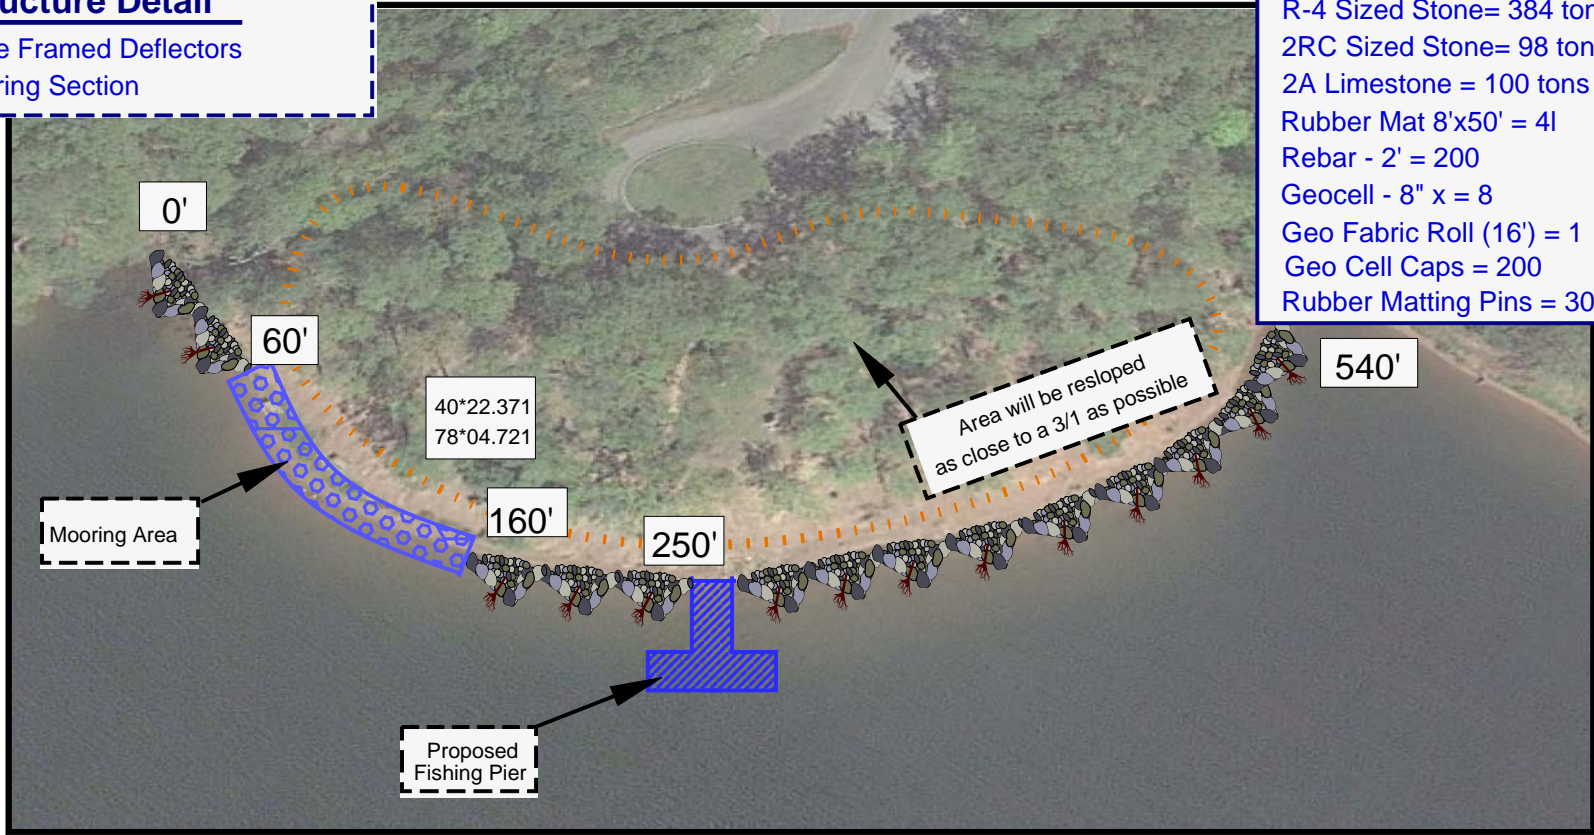 ucture Detail
e Framed Deflectors
ring Section
R-4 Sized Stone= 384 ton
2RC Sized Stone= 98 ton
2A Limestone = 100 tons
Rubber Mat 8'x50' = 4l
Rebar - 2' = 200
Geocell - 8" x = 8
Geo Fabric Roll (16') = 1
Geo Cell Caps = 200
Rubber Matting Pins = 30
0'
60'
540'
40*22.371
78*04.721
Area will be resloped
as close to a 3/1 as possible
160'
250'
Mooring Area
Proposed
Fishing Pier